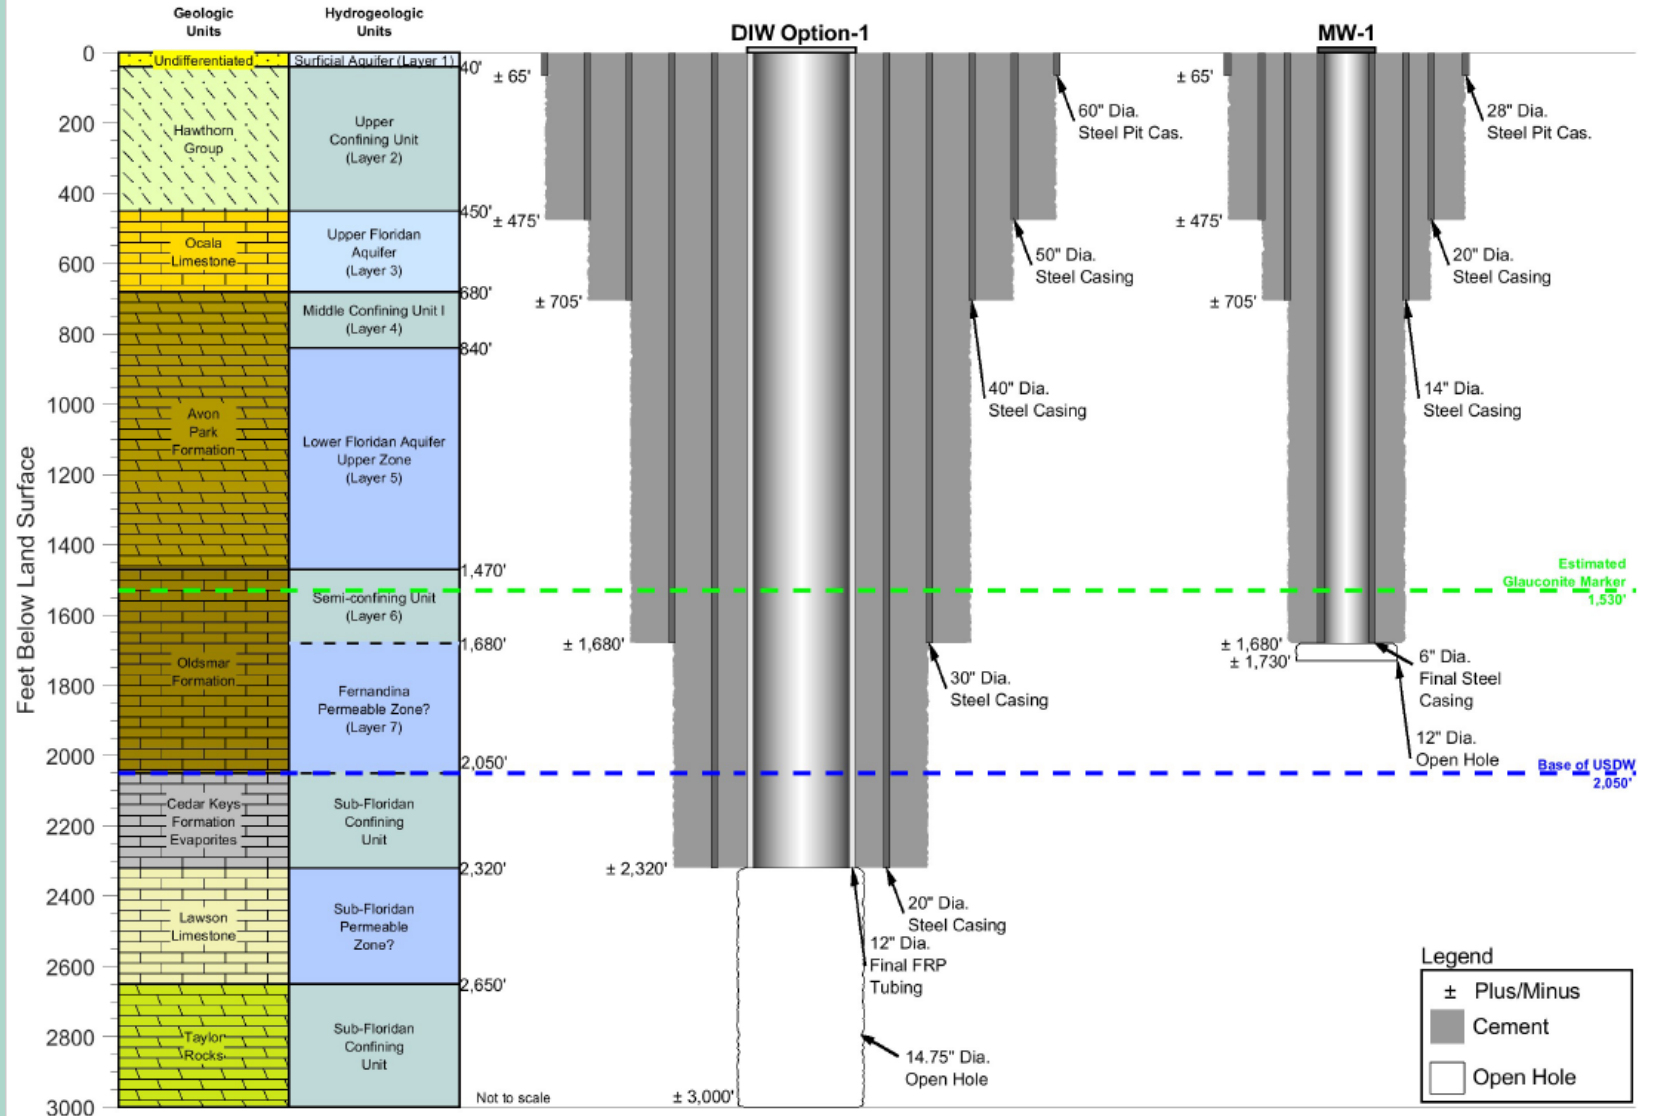 Geologic
Units
Hydrogeologic
Units
DIW Option-1
MW-1
Feet Below Land Surface
0
200
400
600
800
1000
1200
1400
1600
1800
2000
2200
2400
2600
2800
3000
Undifferentiated
Hawthorn
Group
Ocala
Limestone
Avon
Park
Formation
Oldsmar
Formation
Cedar Keys
Formation
Evaporites
Lawson
Limestone
Taylor
Rocks
Surficial Aquifer (Layer 1)
Upper
Confining Unit
(Layer 2)
Upper Floridan
Aquifer
(Layer 3)
Middle Confining Unit I
(Layer 4)
Lower Floridan Aquifer
Upper Zone
(Layer 5)
Semi-confining Unit
(Layer 6)
Fernandina
Permeable Zone?
(Layer 7)
Sub-Floridan
Confining
Unit
Sub-Floridan
Permeable
Zone?
Sub-Floridan
Confining
Unit
40'
450'
680'
840'
1,470'
1,680'
2,050'
2,320'
2,650'
Not to scale
± 65'
± 475'
± 705'
± 1,680'
± 2,320'
± 3,000'
60" Dia.
Steel Pit Cas.
50" Dia.
Steel Casing
40" Dia.
Steel Casing
30" Dia.
Steel Casing
20" Dia.
Steel Casing
12" Dia.
Final FRP
Tubing
14.75" Dia.
Open Hole
± 65'
± 475'
± 705'
± 1,680'
± 1,730'
28" Dia.
Steel Pit Cas.
20" Dia.
Steel Casing
14" Dia.
Steel Casing
6" Dia.
Final Steel
Casing
12" Dia.
Open Hole
Estimated
Glauconite Marker
1,530'
Base of USDW
2,050'
Legend
± Plus/Minus
Cement
Open Hole